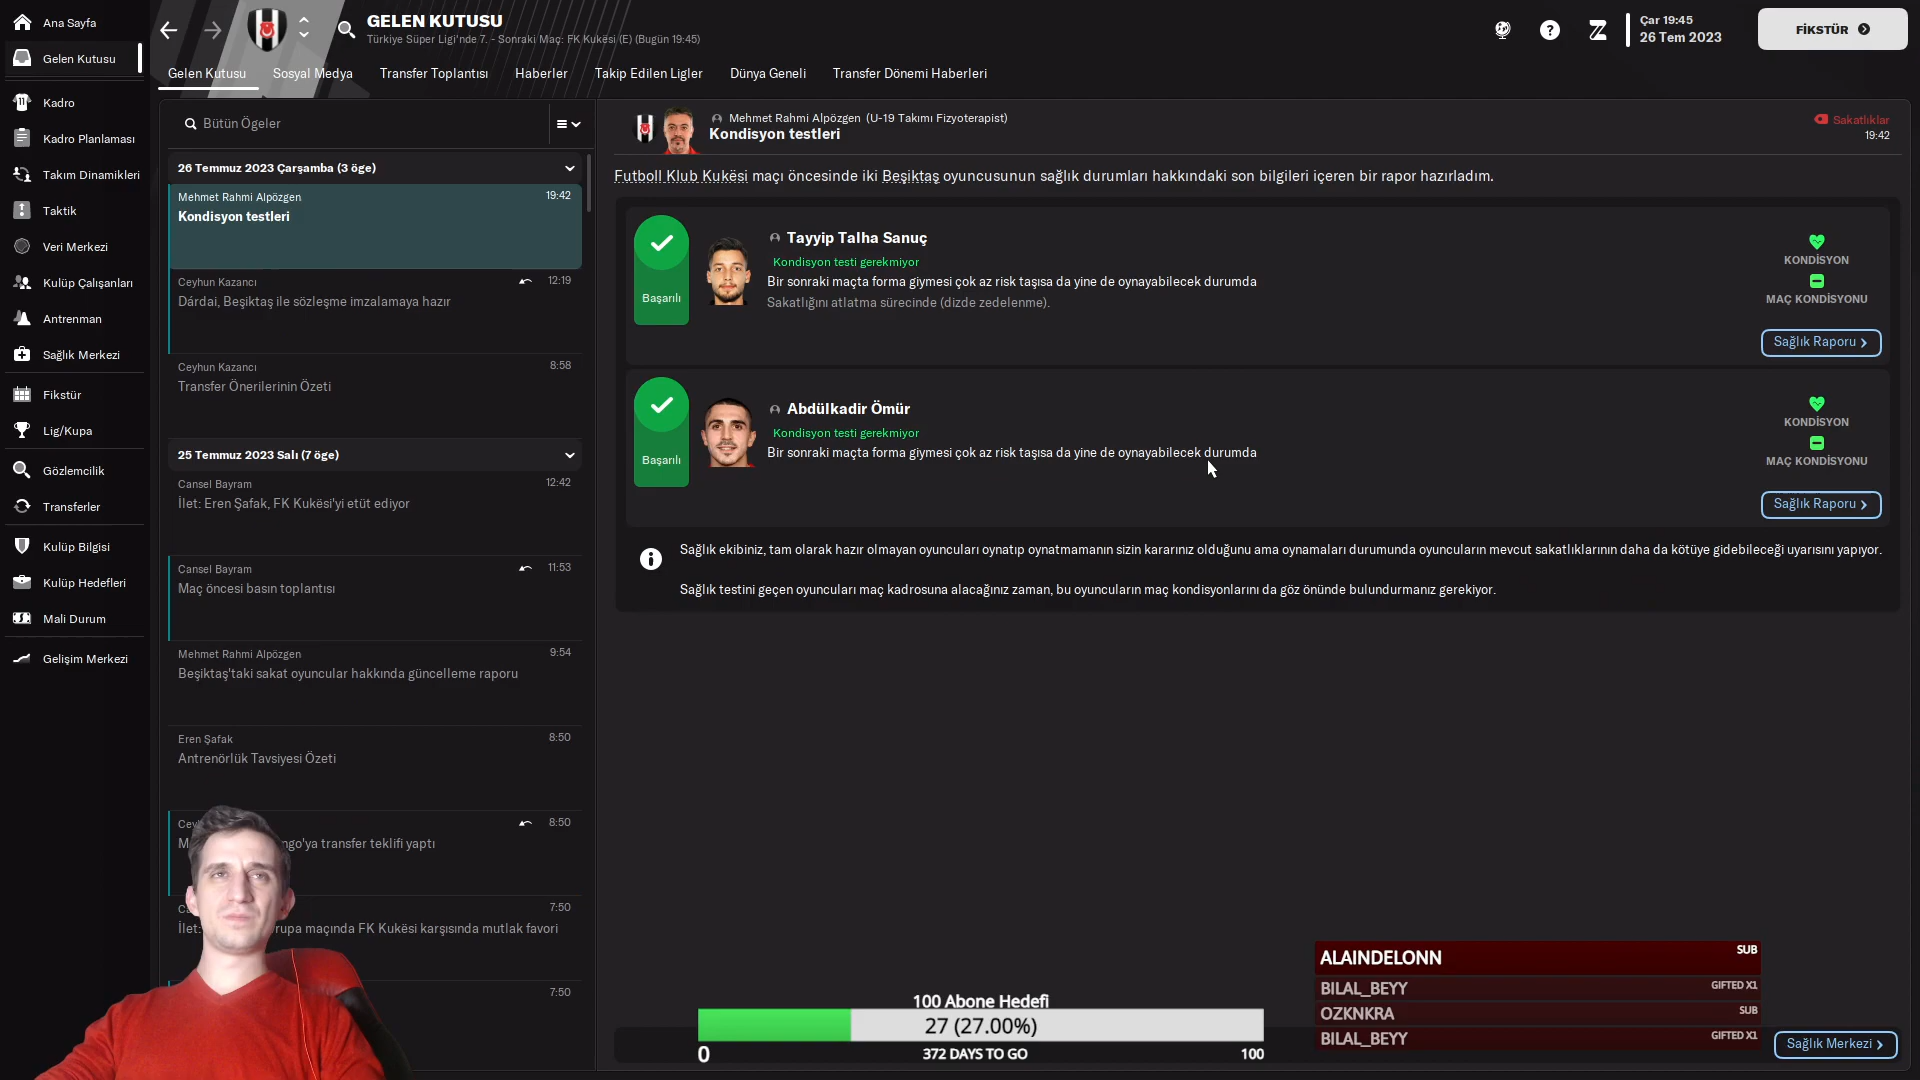 Ana Sayfa
Gelen Kutusu
Kadro
Kadro Planlaması
Takım Dinamikleri
Taktik
Veri Merkezi
Kulüp Çalışanları
Antrenman
Sağlık Merkezi
Fikstür
Lig/Kupa
Gözlemcilik
Transferler
Kulüp Bilgisi
Kulüp Hedefleri
Mali Durum
Gelişim Merkezi
GELEN KUTUSU
Türkiye Süper Ligi'nde 7. - Sonraki Maç: FK Kukësi (E) (Bugün 19:45)
Çar 19:45
26 Tem 2023
FİKSTÜR
Gelen Kutusu
Sosyal Medya
Transfer Toplantısı
Haberler
Takip Edilen Ligler
Dünya Geneli
Transfer Dönemi Haberleri
Bütün Ögeler
26 Temmuz 2023 Çarşamba (3 öge)
Mehmet Rahmi Alpözgen 19:42
Kondisyon testleri
Ceyhun Kazancı 12:19
Dárdai, Beşiktaş ile sözleşme imzalamaya hazır
Ceyhun Kazancı 8:58
Transfer Önerilerinin Özeti
25 Temmuz 2023 Salı (7 öge)
Cansel Bayram 12:42
İlet: Eren Şafak, FK Kukësi'yi etüt ediyor
Cansel Bayram 11:53
Maç öncesi basın toplantısı
Mehmet Rahmi Alpözgen 9:54
Beşiktaş'taki sakat oyuncular hakkında güncelleme raporu
Eren Şafak 8:50
Antrenörlük Tavsiyesi Özeti
8:50
transfer teklifi yaptı
7:50
İlet: maçında FK Kukësi karşısında mutlak favori
7:50
Mehmet Rahmi Alpözgen (U-19 Takımı Fizyoterapist)
Kondisyon testleri
Sakatlıklar
19:42
Futboll Klub Kukësi maçı öncesinde iki Beşiktaş oyuncusunun sağlık durumları hakkındaki son bilgileri içeren bir rapor hazırladım.
Başarılı
Tayyip Talha Sanuç
Kondisyon testi gerekmiyor
Bir sonraki maçta forma giymesi çok az risk taşısa da yine de oynayabilecek durumda
Sakatlığını atlatma sürecinde (dizde zedelenme).
KONDİSYON
MAÇ KONDİSYONU
Sağlık Raporu
Başarılı
Abdülkadir Ömür
Kondisyon testi gerekmiyor
Bir sonraki maçta forma giymesi çok az risk taşısa da yine de oynayabilecek durumda
KONDİSYON
MAÇ KONDİSYONU
Sağlık Raporu
Sağlık ekibiniz, tam olarak hazır olmayan oyuncuları oynatıp oynatmamanın sizin kararınız olduğunu ama oynamaları durumunda oyuncuların mevcut sakatlıklarının daha da kötüye gidebileceği uyarısını yapıyor.
Sağlık testini geçen oyuncuları maç kadrosuna alacağınız zaman, bu oyuncuların maç kondisyonlarını da göz önünde bulundurmanız gerekiyor.
100 Abone Hedefi
27 (27.00%)
0 372 DAYS TO GO 100
ALAINDELONN SUB
BILAL_BEYY GIFTED X1
OZKNKRA SUB
BILAL_BEYY GIFTED X1
Sağlık Merkezi